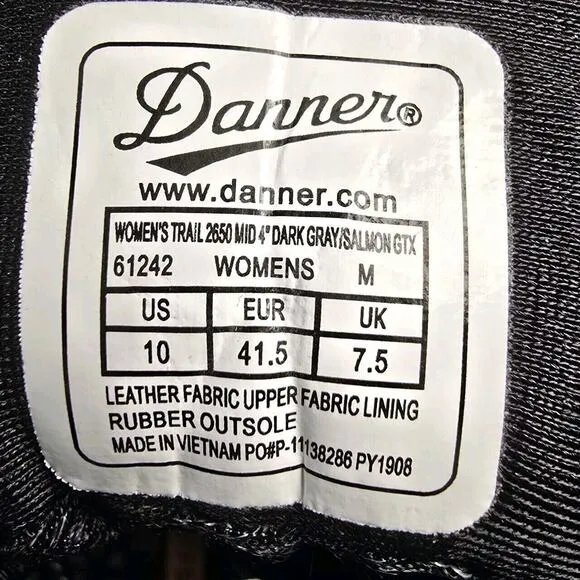 Danner®
www.danner.com
WOMEN'S TRAIL 2650 MID 4" DARK GRAY/SALMON GTX
61242 WOMENS M
US EUR UK
10 41.5 7.5
LEATHER FABRIC UPPER FABRIC LINING
RUBBER OUTSOLE
MADE IN VIETNAM PO#P-11138286 PY1908